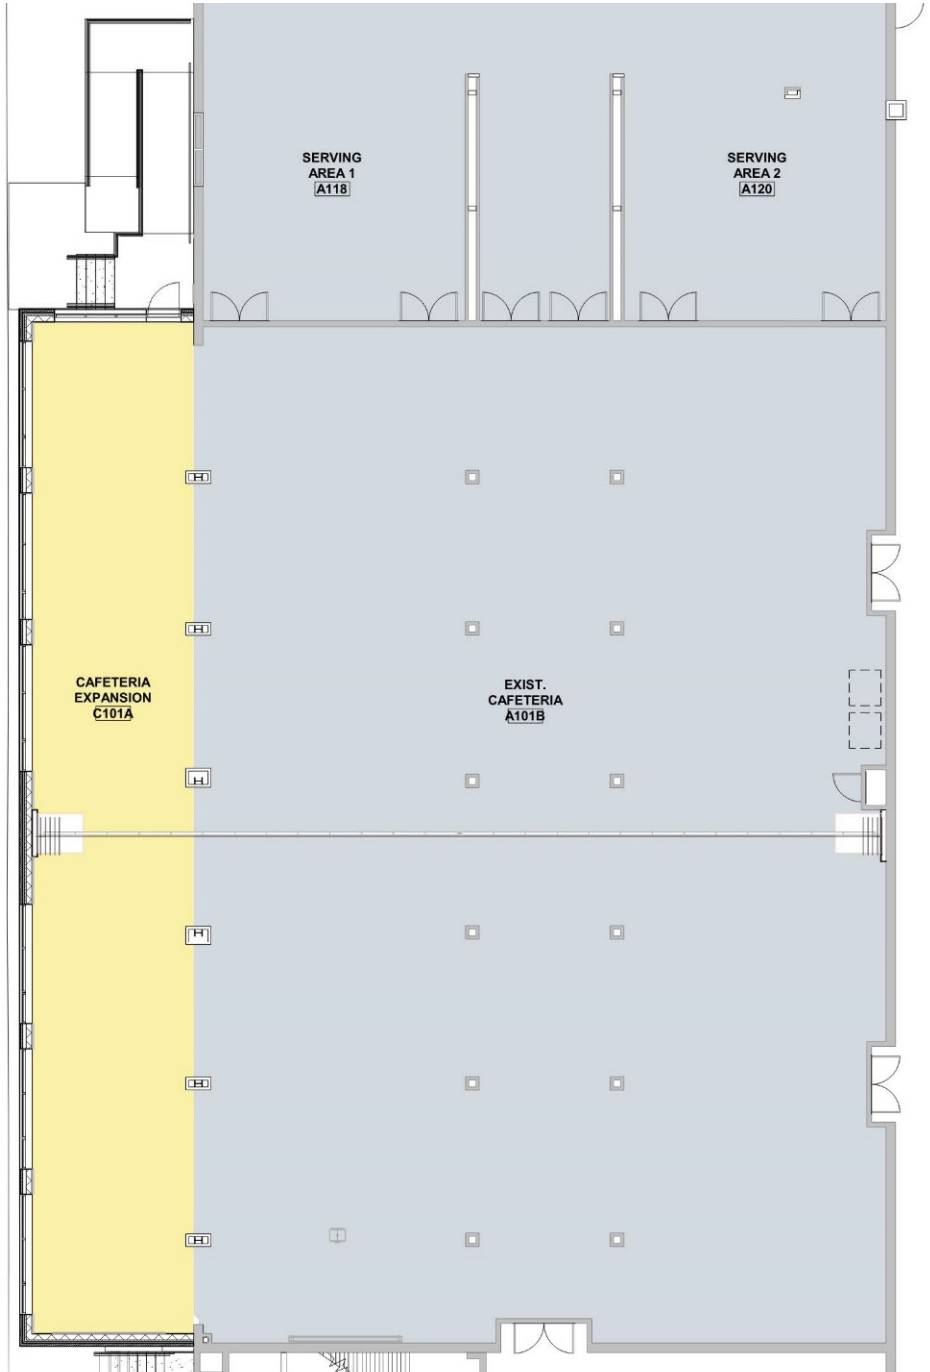 SERVING
AREA 1
A118
SERVING
AREA 2
A120
CAFETERIA
EXPANSION
C101A
EXIST.
CAFETERIA
A101B